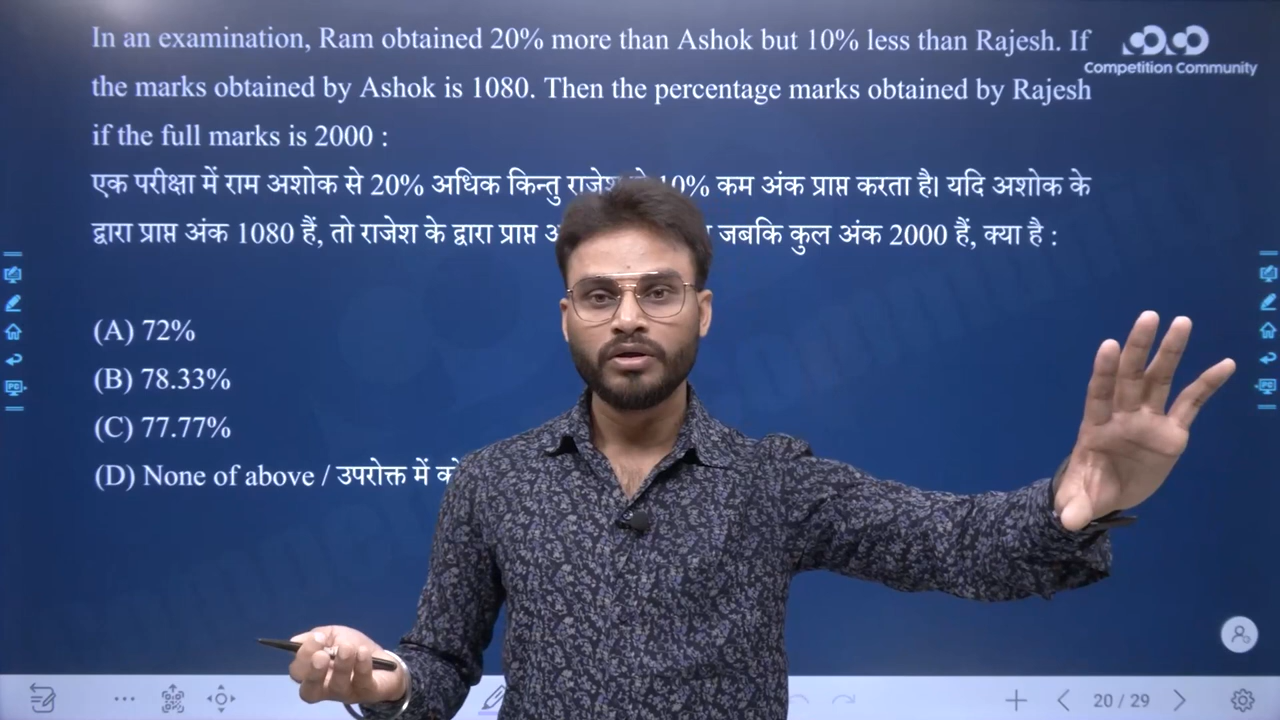 In an examination, Ram obtained 20% more than Ashok but 10% less than Rajesh. If
the marks obtained by Ashok is 1080. Then the percentage marks obtained by Rajesh
if the full marks is 2000 :
एक परीक्षा में राम अशोक से 20% अधिक किन्तु 10% कम अंक प्राप्त करता है। यदि अशोक के
द्वारा प्राप्त अंक 1080 हैं, तो राजेश के द्वारा प्राप्त जबकि कुल अंक 2000 हैं, क्या है :
(A) 72%
(B) 78.33%
(C) 77.77%
(D) None of above / उपरोक्त में
Competition Community
20 / 29